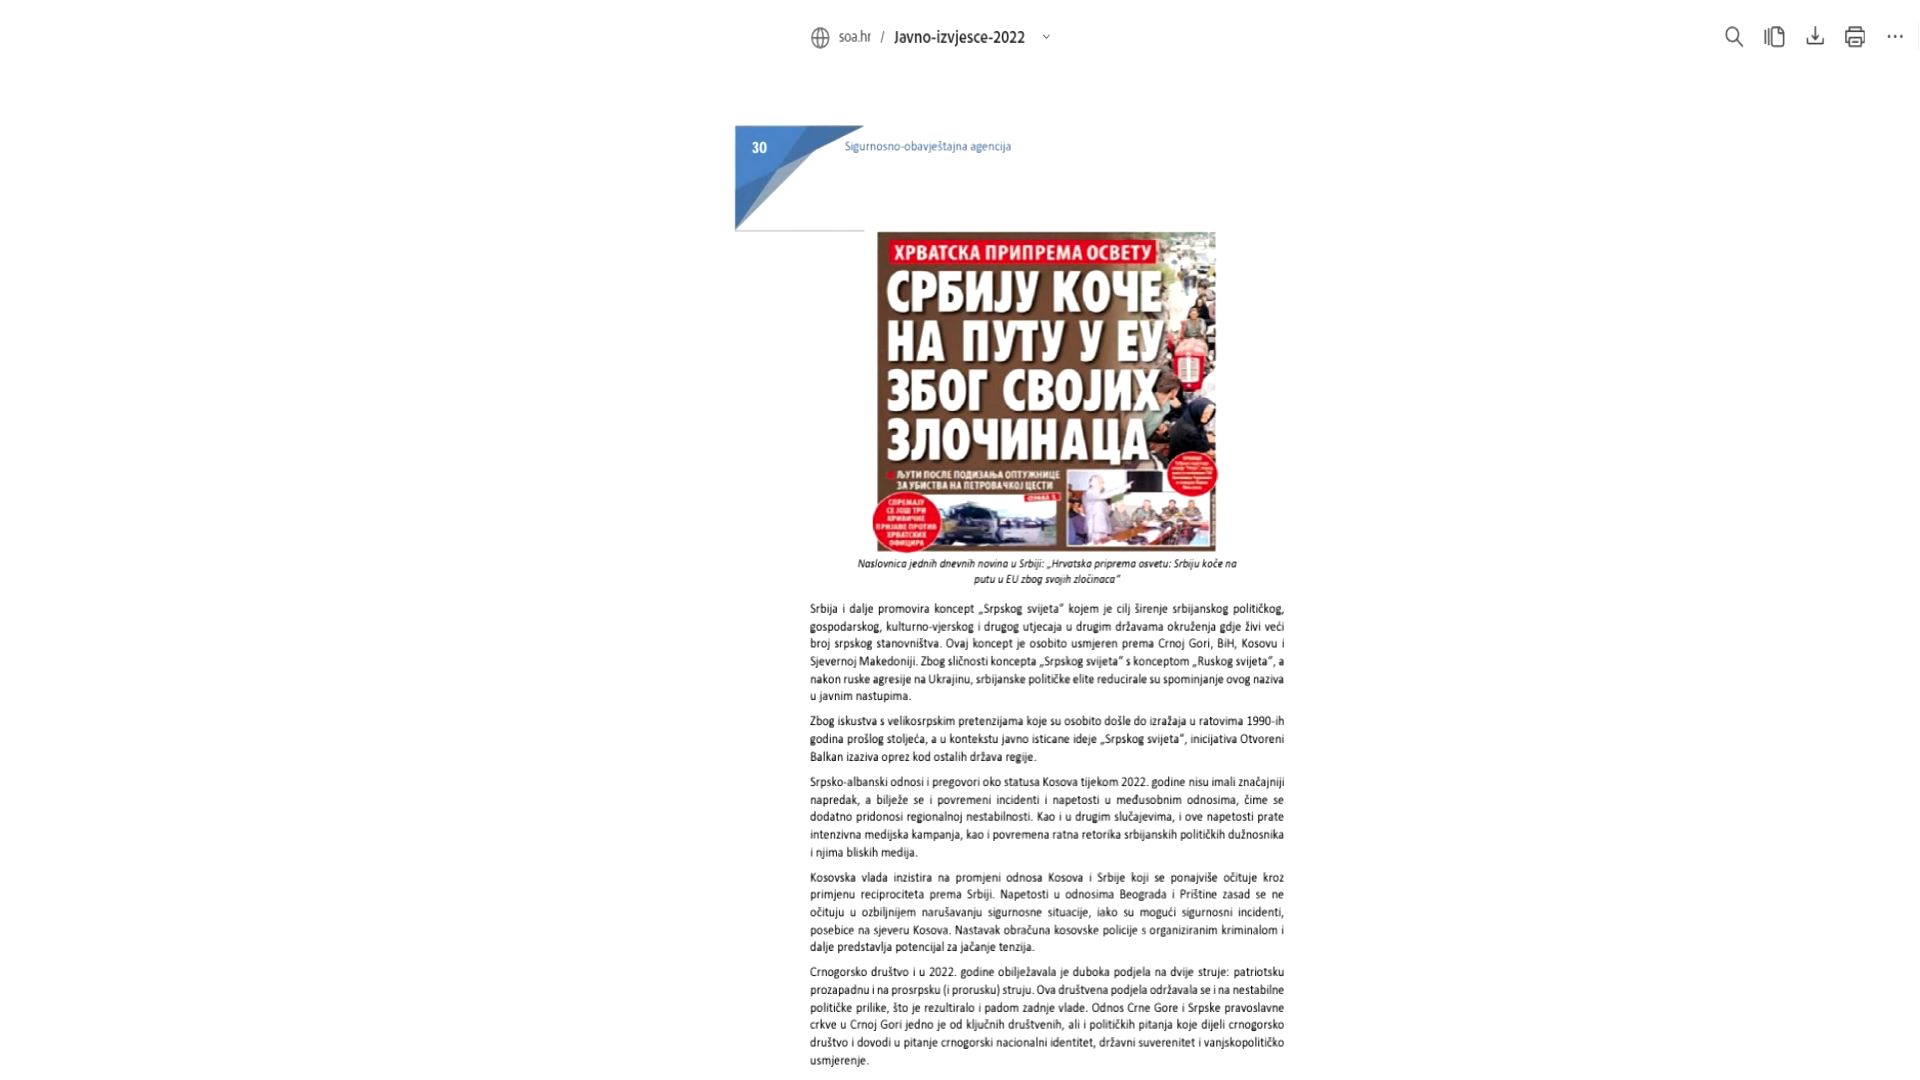 soa.hr / Javno-izvjesce-2022
30
Sigurnosno-obavještajna agencija
ХРВАТСКА ПРИПРЕМА ОСВЕТУ
СРБИЈУ КОЧЕ
НА ПУТУ У ЕУ
ЗБОГ СВОЈИХ
ЗЛОЧИНАЦА
ЉУТИ ПОСЛЕ ПОДИЗАЊА ОПТУЖНИЦЕ
ЗА УБИСТВА НА ПЕТРОВАЧКОЈ ЦЕСТИ
СПРЕМАЈУ
СЕ ЈОШ ТРИ
КРИВИЧНЕ
ПРИЈАВЕ ПРОТИВ
ХРВАТСКИХ
ОФИЦИРА
Naslovnica jednih dnevnih novina u Srbiji: „Hrvatska priprema osvetu: Srbiju koče na
putu u EU zbog svojih zločinaca“
Srbija i dalje promovira koncept „Srpskog svijeta“ kojem je cilj širenje srbijanskog političkog,
gospodarskog, kulturno-vjerskog i drugog utjecaja u drugim državama okruženja gdje živi veći
broj srpskog stanovništva. Ovaj koncept je osobito usmjeren prema Crnoj Gori, BiH, Kosovu i
Sjevernoj Makedoniji. Zbog sličnosti koncepta „Srpskog svijeta“ s konceptom „Ruskog svijeta“, a
nakon ruske agresije na Ukrajinu, srbijanske političke elite reducirale su spominjanje ovog naziva
u javnim nastupima.
Zbog iskustva s velikosrpskim pretenzijama koje su osobito došle do izražaja u ratovima 1990-ih
godina prošlog stoljeća, a u kontekstu javno isticane ideje „Srpskog svijeta“, inicijativa Otvoreni
Balkan izaziva oprez kod ostalih država regije.
Srpsko-albanski odnosi i pregovori oko statusa Kosova tijekom 2022. godine nisu imali značajniji
napredak, a bilježe se i povremeni incidenti i napetosti u međusobnim odnosima, čime se
dodatno pridonosi regionalnoj nestabilnosti. Kao i u drugim slučajevima, i ove napetosti prate
intenzivna medijska kampanja, kao i povremena ratna retorika srbijanskih političkih dužnosnika
i njima bliskih medija.
Kosovska vlada inzistira na promjeni odnosa Kosova i Srbije koji se ponajviše očituje kroz
primjenu reciprociteta prema Srbiji. Napetosti u odnosima Beograda i Prištine zasad se ne
očituju u ozbiljnijem narušavanju sigurnosne situacije, iako su mogući sigurnosni incidenti,
posebice na sjeveru Kosova. Nastavak obračuna kosovske policije s organiziranim kriminalom i
dalje predstavlja potencijal za jačanje tenzija.
Crnogorsko društvo i u 2022. godine obilježavala je duboka podjela na dvije struje: patriotsku
prozapadnu i na prosrpsku (i prorusku) struju. Ova društvena podjela održavala se i na nestabilne
političke prilike, što je rezultiralo i padom zadnje vlade. Odnos Crne Gore i Srpske pravoslavne
crkve u Crnoj Gori jedno je od ključnih društvenih, ali i političkih pitanja koje dijeli crnogorsko
društvo i dovodi u pitanje crnogorski nacionalni identitet, državni suverenitet i vanjskopolitičko
usmjerenje.